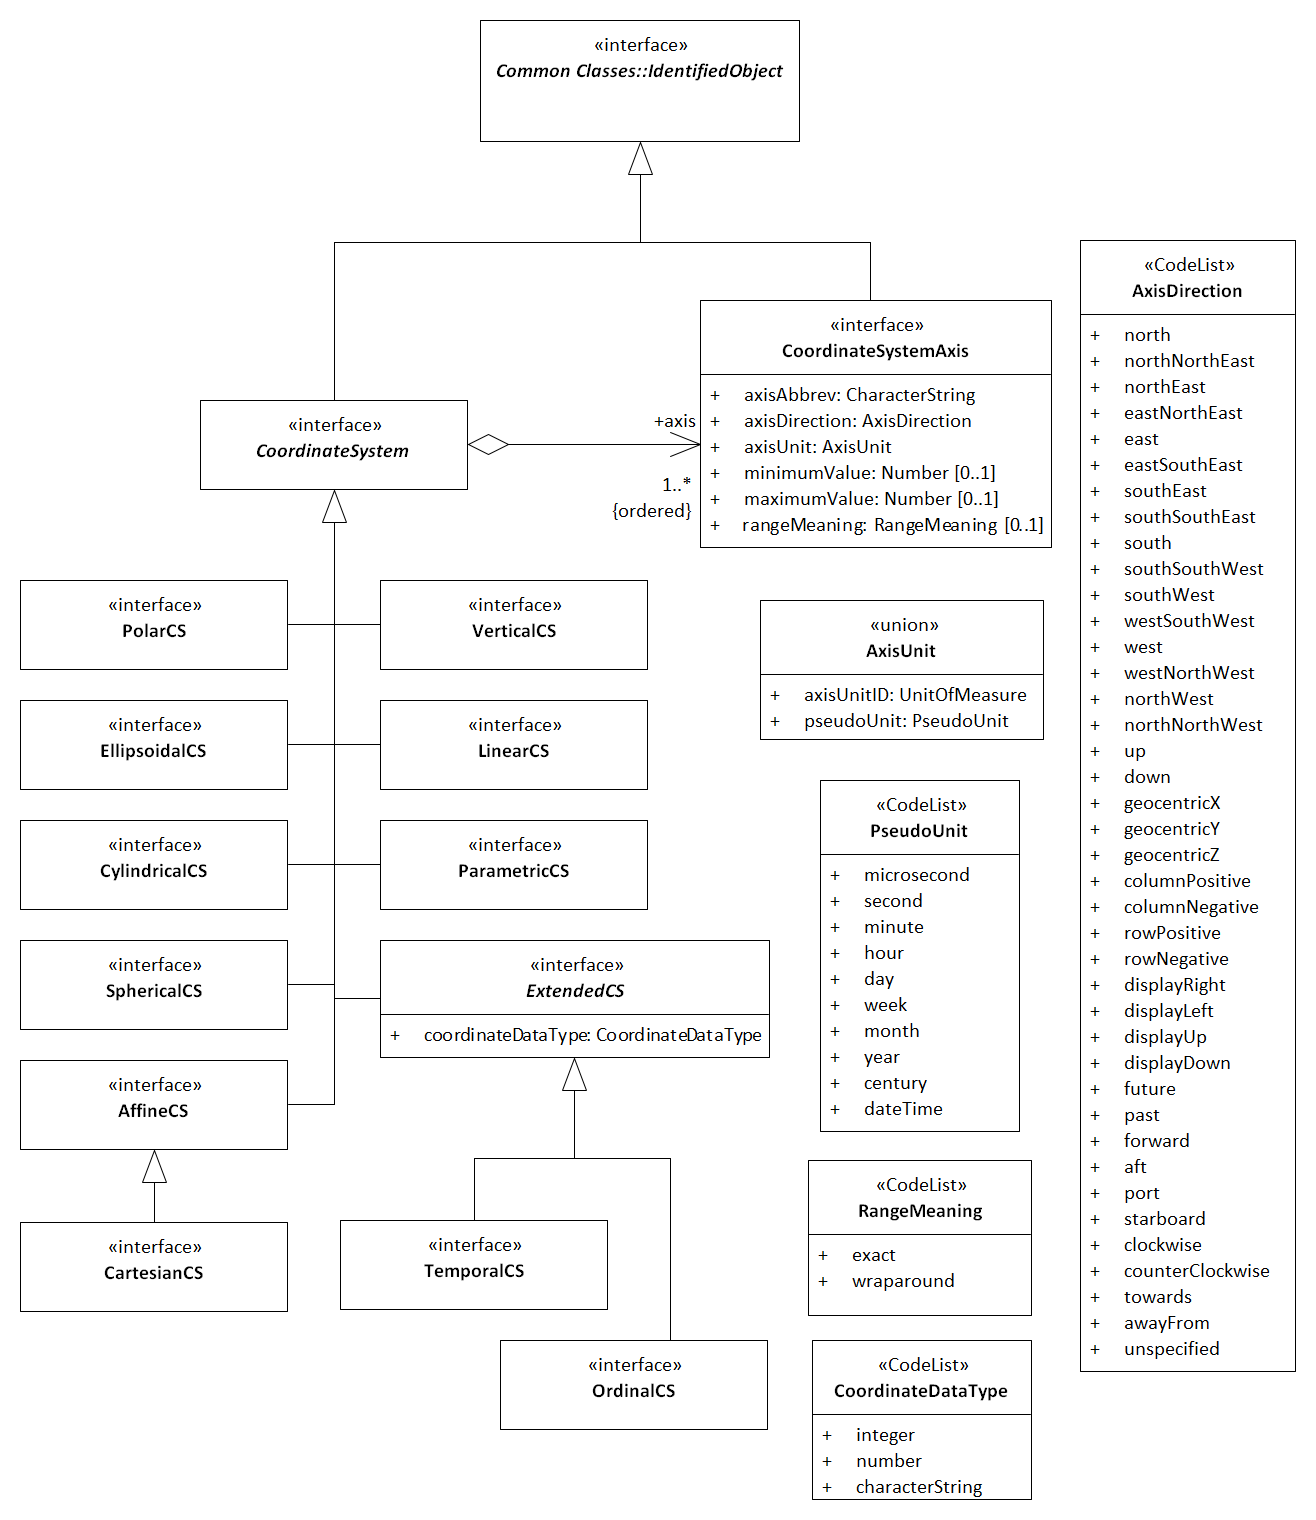 «interface»
Common Classes::IdentifiedObject
«interface»
CoordinateSystemAxis
+ axisAbbrev: CharacterString
+ axisDirection: AxisDirection
+ axisUnit: AxisUnit
+ minimumValue: Number [0..1]
+ maximumValue: Number [0..1]
+ rangeMeaning: RangeMeaning [0..1]
«interface»
CoordinateSystem
+axis
1..*
{ordered}
«interface»
PolarCS
«interface»
VerticalCS
«interface»
EllipsoidalCS
«interface»
LinearCS
«interface»
CylindricalCS
«interface»
ParametricCS
«interface»
SphericalCS
«interface»
ExtendedCS
+ coordinateDataType: CoordinateDataType
«interface»
AffineCS
«interface»
CartesianCS
«interface»
TemporalCS
«interface»
OrdinalCS
«union»
AxisUnit
+ axisUnitID: UnitOfMeasure
+ pseudoUnit: PseudoUnit
«CodeList»
PseudoUnit
+ microsecond
+ second
+ minute
+ hour
+ day
+ week
+ month
+ year
+ century
+ dateTime
«CodeList»
RangeMeaning
+ exact
+ wraparound
«CodeList»
CoordinateDataType
+ integer
+ number
+ characterString
«CodeList»
AxisDirection
+ north
+ northNorthEast
+ northEast
+ eastNorthEast
+ east
+ eastSouthEast
+ southEast
+ southSouthEast
+ south
+ southSouthWest
+ southWest
+ westSouthWest
+ west
+ westNorthWest
+ northWest
+ northNorthWest
+ up
+ down
+ geocentricX
+ geocentricY
+ geocentricZ
+ columnPositive
+ columnNegative
+ rowPositive
+ rowNegative
+ displayRight
+ displayLeft
+ displayUp
+ displayDown
+ future
+ past
+ forward
+ aft
+ port
+ starboard
+ clockwise
+ counterClockwise
+ towards
+ awayFrom
+ unspecified